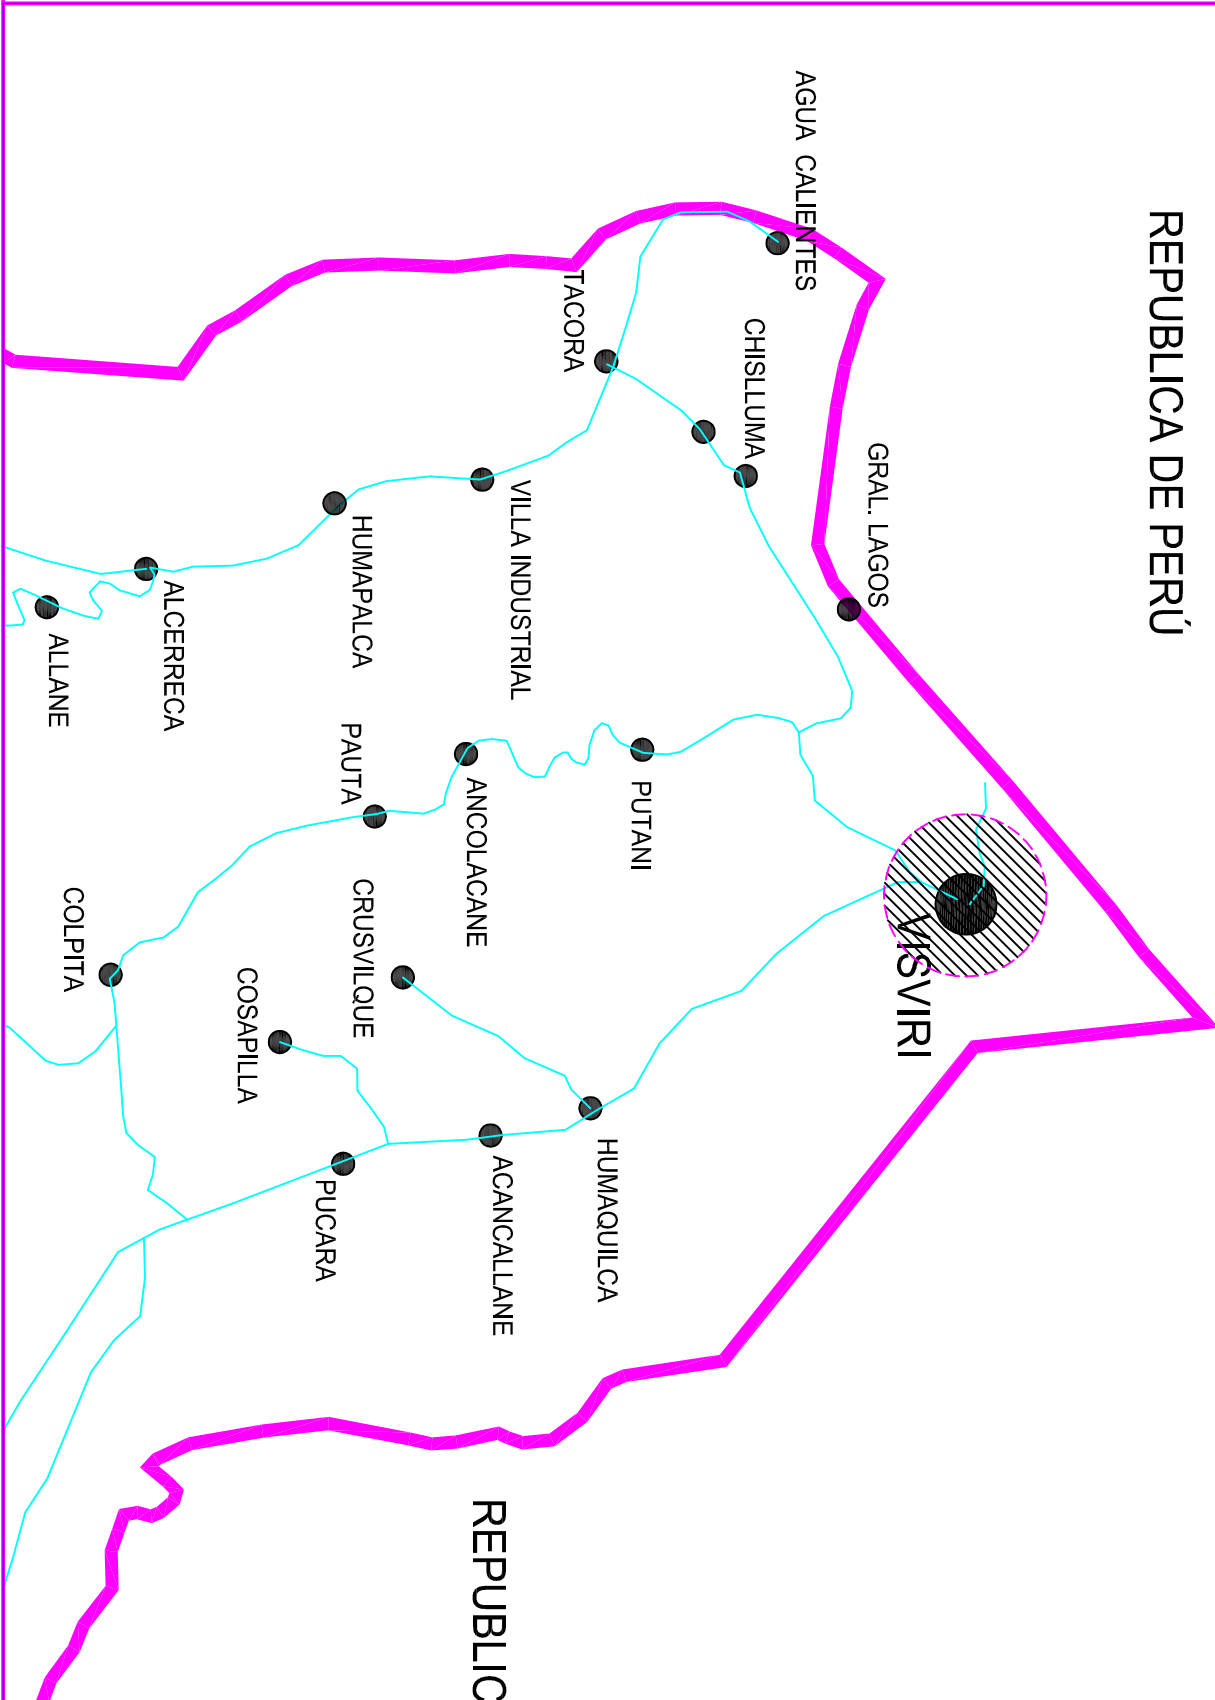 REPUBLICA DE PERÚ
GRAL. LAGOS
VISVIRI
AGUA CALIENTES
CHISLLUMA
TACORA
PUTANI
HUMAQUILCA
VILLA INDUSTRIAL
ANCOLACANE
ACANCALLANE
REPUBLIC
HUMAPALCA
PAUTA
CRUSVILQUE
PUCARA
COSAPILLA
ALCERRECA
COLPITA
ALLANE